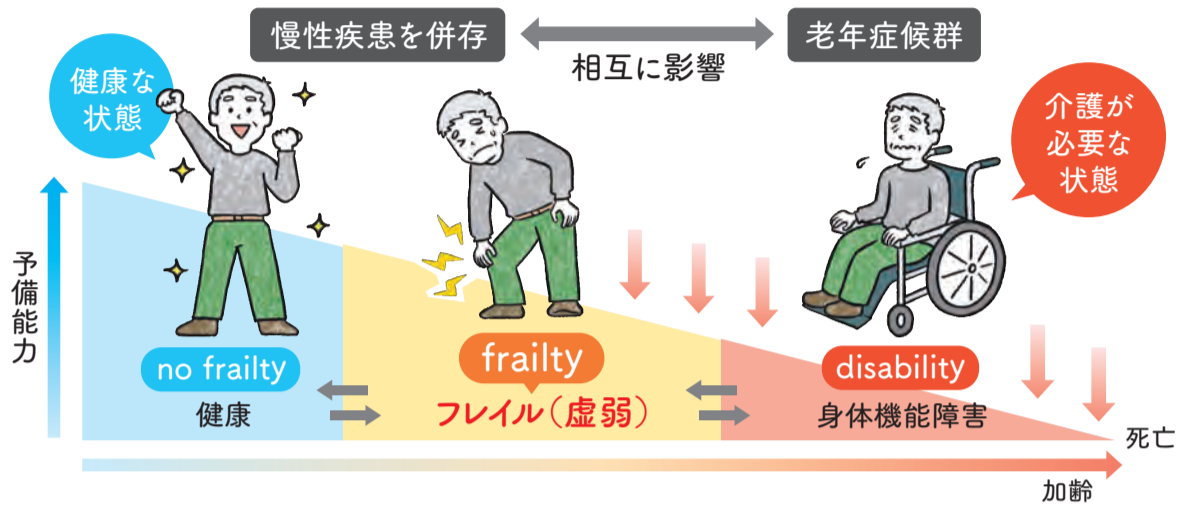 慢性疾患を併存
老年症候群
相互に影響
健康な
状態
介護が
必要な
状態
予備能力
no frailty
健康
frailty
フレイル（虚弱）
disability
身体機能障害
死亡
加齢